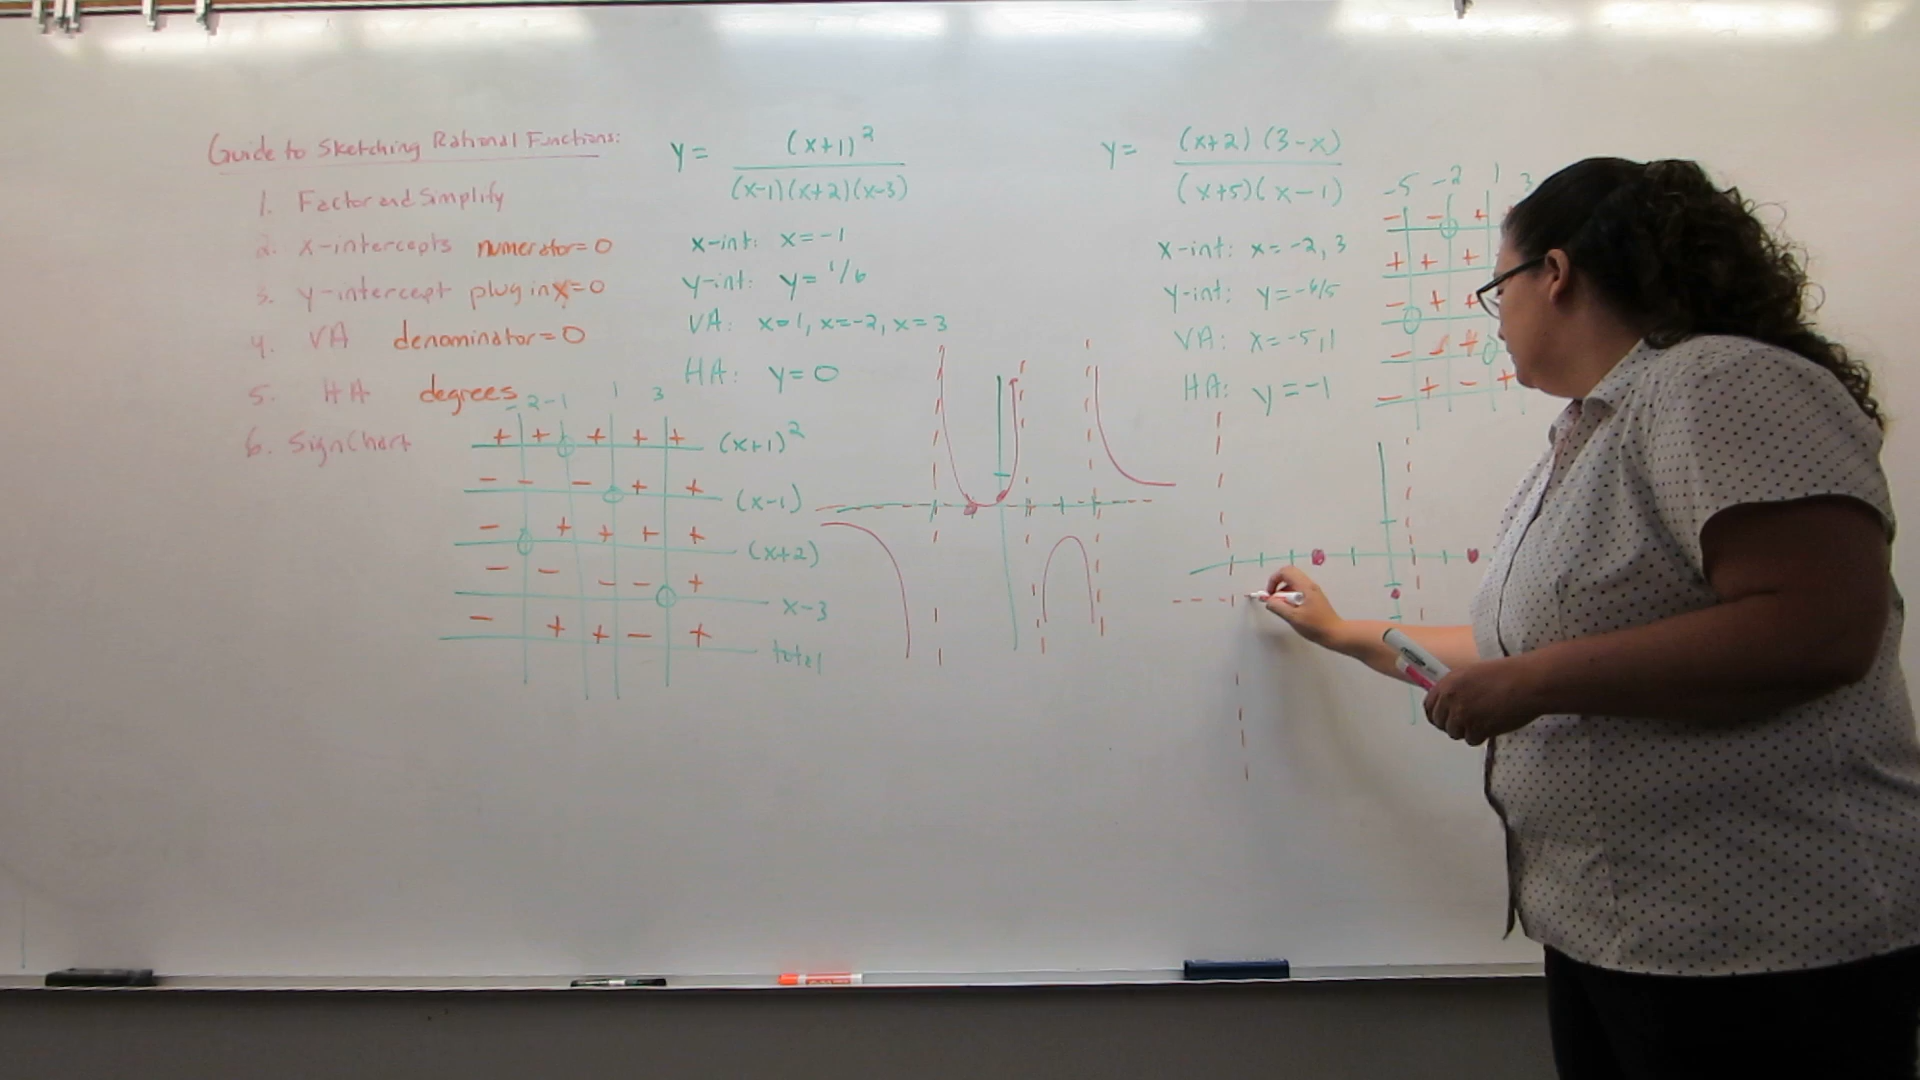 Guide to Sketching Rational Functions:
1. Factor and Simplify
2. x-intercepts numerator=0
3. y-intercept plug in x=0
4. VA denominator=0
5. HA degrees
6. Sign Chart
-2 -1 1 3
+ + + + + (x+1)²
- - - + + (x-1)
- + + + + (x+2)
- - - - + x-3
- + + - + total
y= (x+1)²
(x-1)(x+2)(x-3)
x-int: x=-1
y-int: y=1/6
VA: x=1, x=-2, x=3
HA: y=0
y= (x+2)(3-x)
(x+5)(x-1)
x-int: x=-2,3
y-int: y=-6/5
VA: x=-5,1
HA: y=-1
-5 -2 1 3
- - +
+ + +
- + +
- - +
- + - +